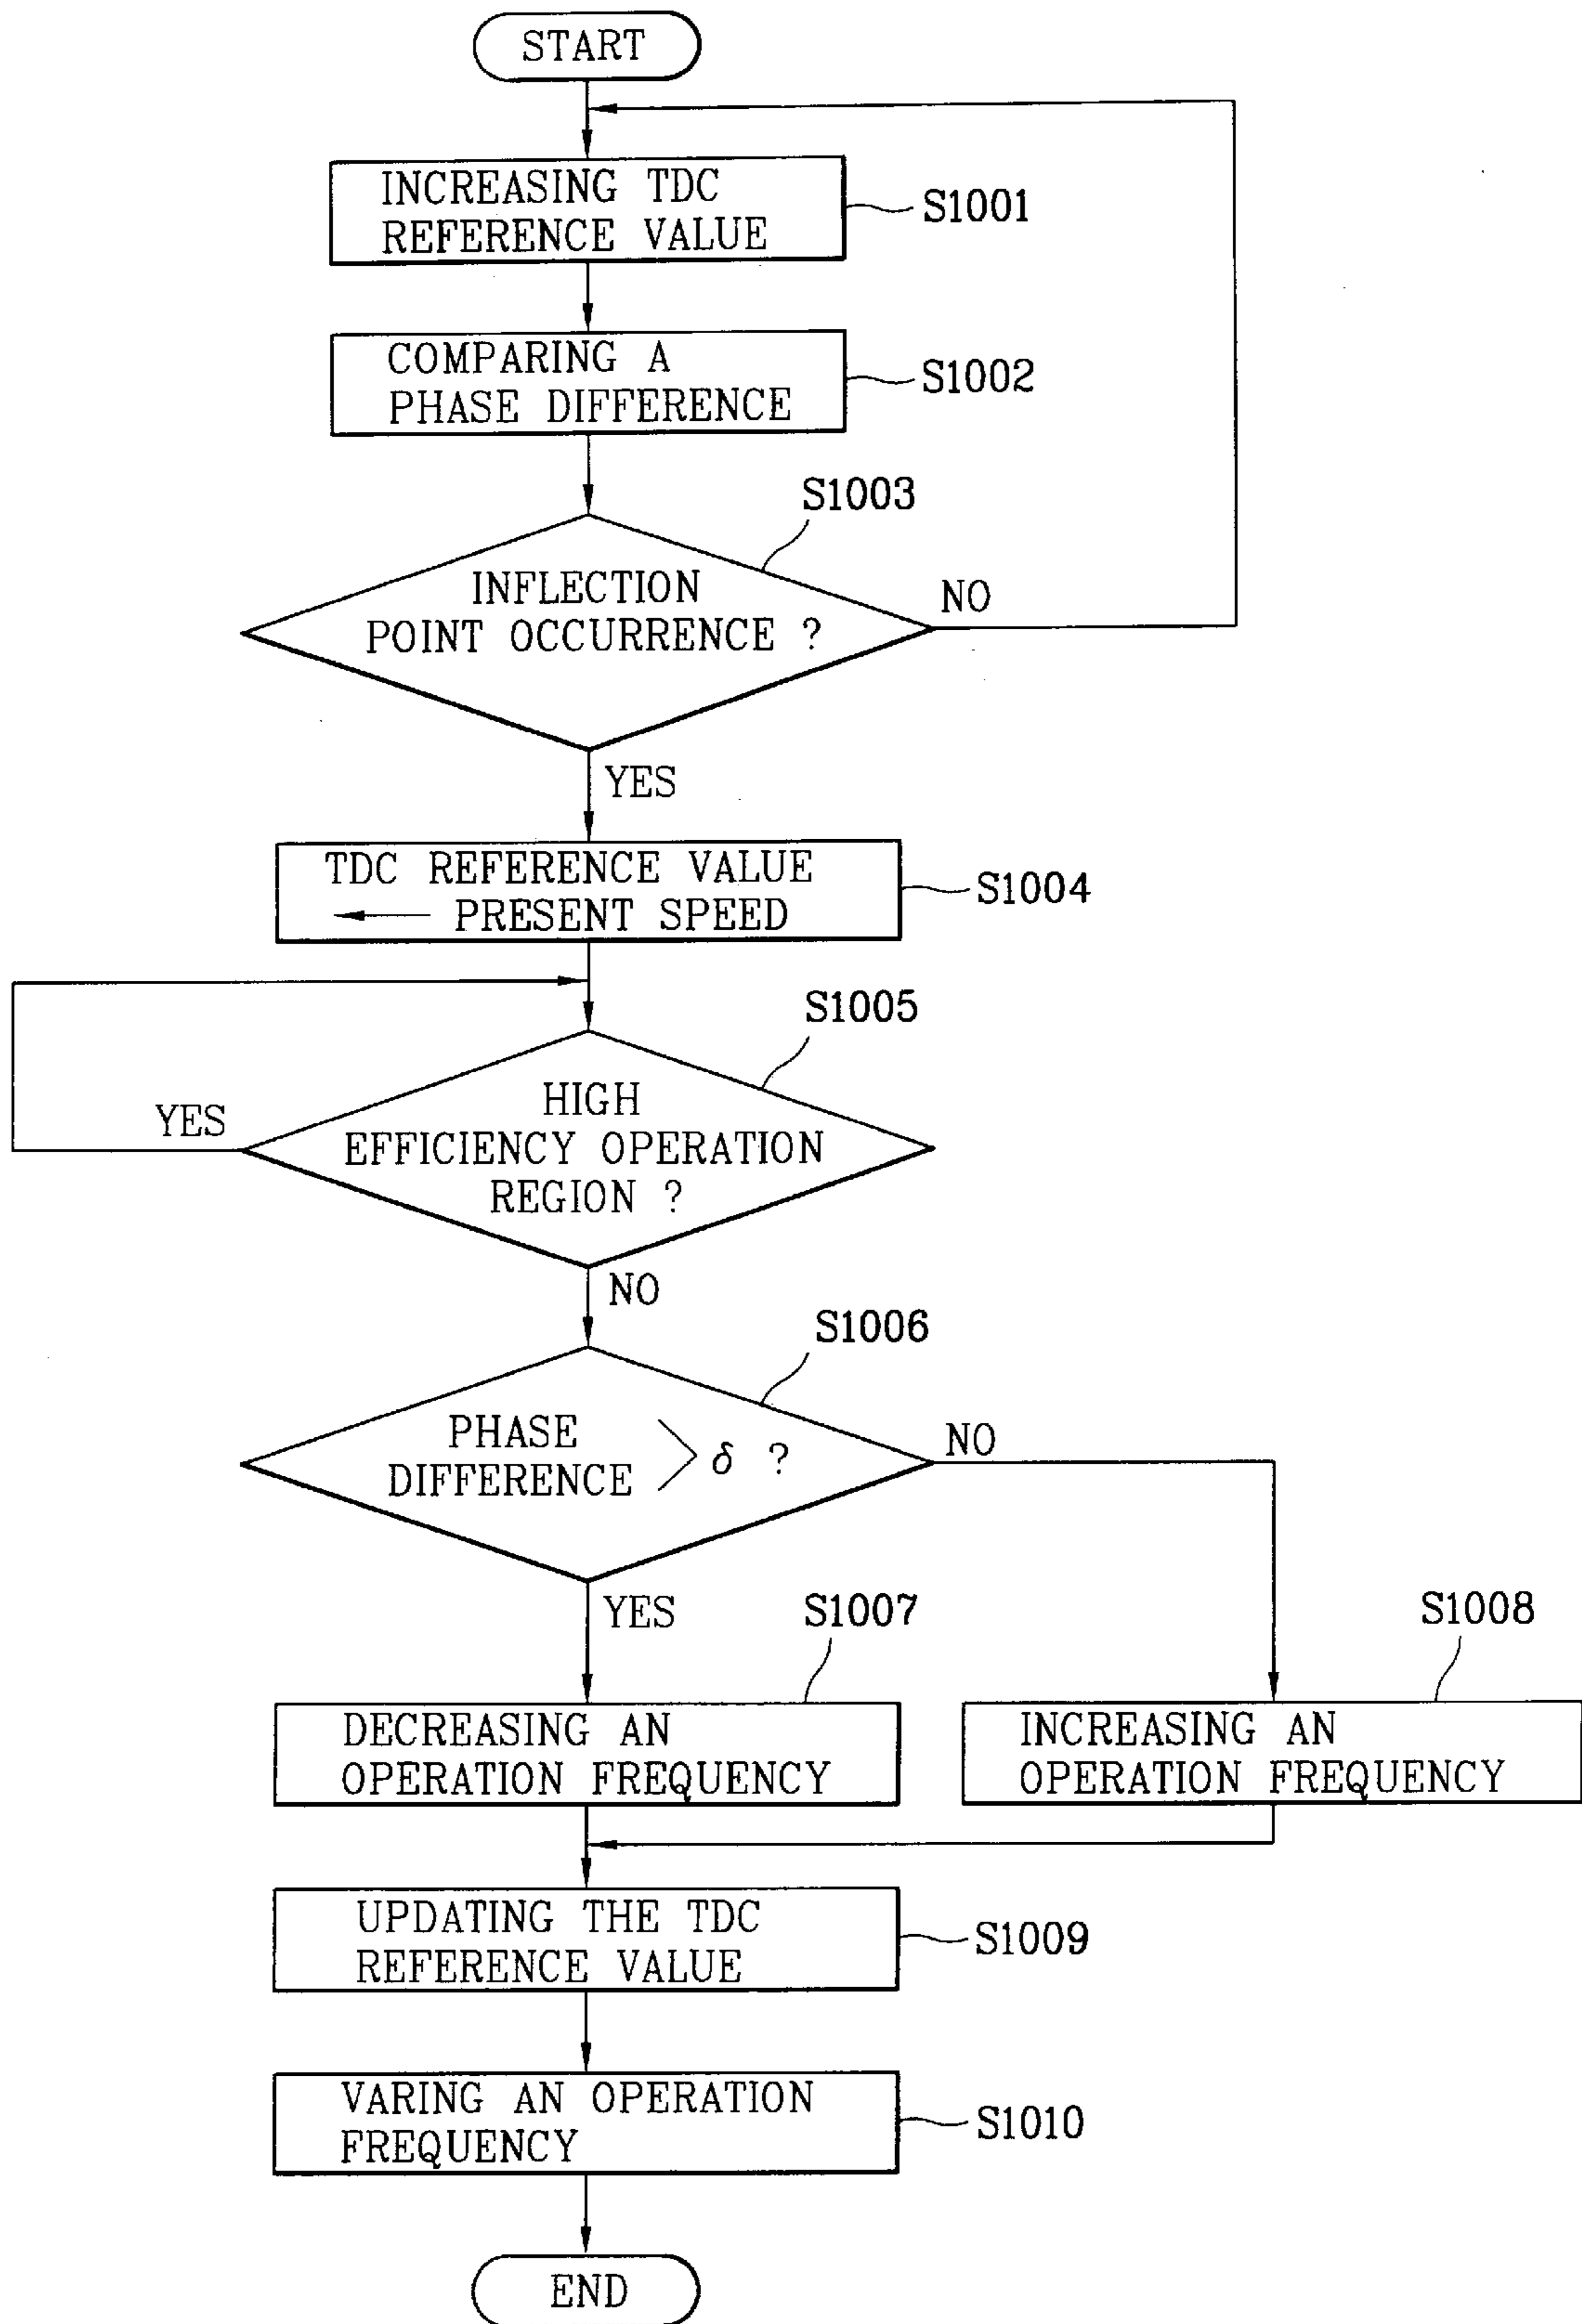 START
INCREASING TDC
REFERENCE VALUE
S1001
COMPARING A
PHASE DIFFERENCE
S1002
S1003
INFLECTION
POINT OCCURRENCE ?
NO
YES
TDC REFERENCE VALUE
← PRESENT SPEED
S1004
S1005
HIGH
EFFICIENCY OPERATION
REGION ?
YES
NO
S1006
PHASE
DIFFERENCE > δ ?
NO
YES
S1007
DECREASING AN
OPERATION FREQUENCY
S1008
INCREASING AN
OPERATION FREQUENCY
UPDATING THE TDC
REFERENCE VALUE
S1009
VARING AN OPERATION
FREQUENCY
S1010
END